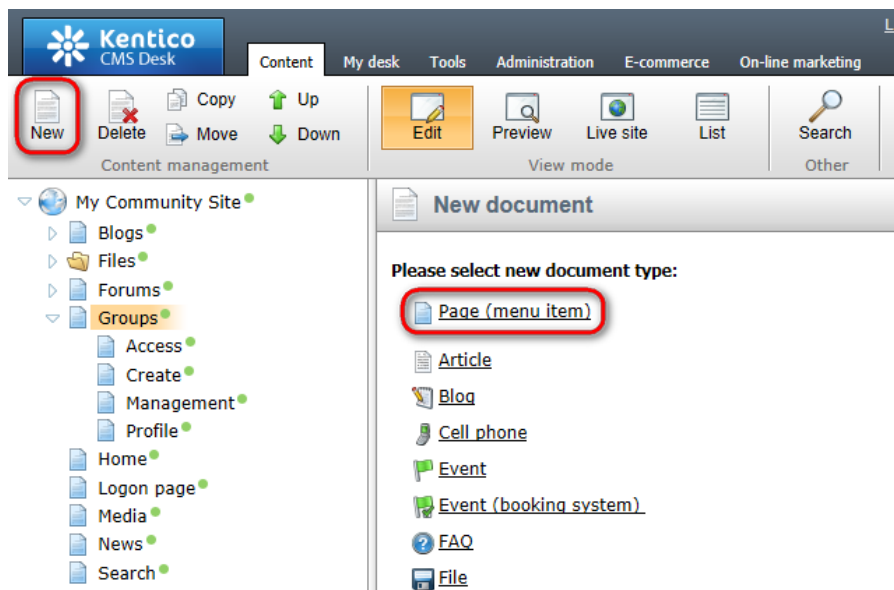 Kentico
CMS Desk
Content My desk Tools Administration E-commerce On-line marketing
New Delete Copy Move Up Down
Content management
Edit Preview Live site List
View mode
Search
Other
My Community Site
Blogs
Files
Forums
Groups
Access
Create
Management
Profile
Home
Logon page
Media
News
Search
New document
Please select new document type:
Page (menu item)
Article
Blog
Cell phone
Event
Event (booking system)
FAQ
File